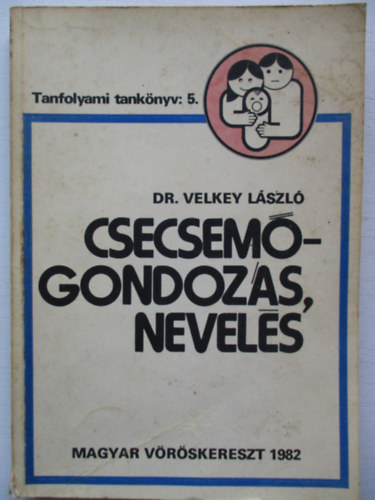 Tanfolyami tankönyv: 5.
DR. VELKEY LÁSZLÓ
CSECSEMŐ-
GONDOZÁS,
NEVELÉS
MAGYAR VÖRÖSKERESZT 1982